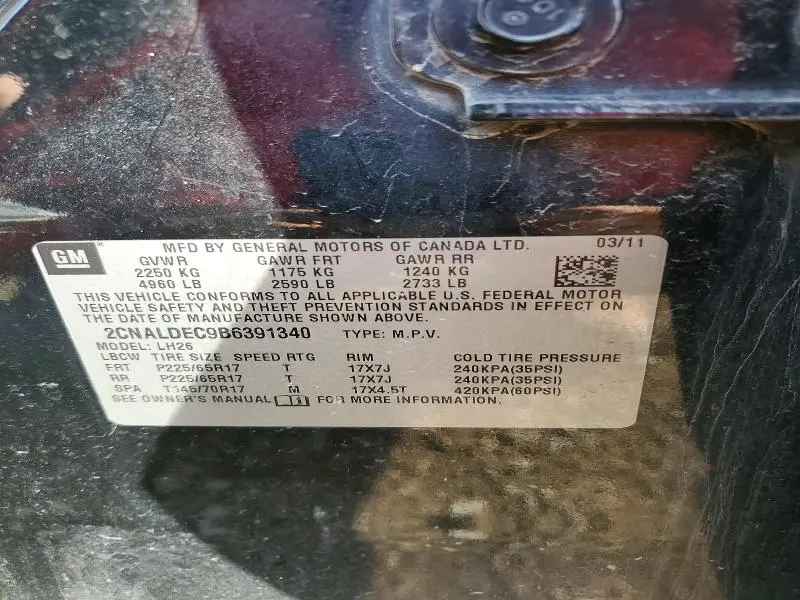 GM ® MFD BY GENERAL MOTORS OF CANADA LTD. 03/11
GVWR GAWR FRT GAWR RR
2250 KG 1175 KG 1240 KG
4960 LB 2590 LB 2733 LB
THIS VEHICLE CONFORMS TO ALL APPLICABLE U.S. FEDERAL MOTOR
VEHICLE SAFETY AND THEFT PREVENTION STANDARDS IN EFFECT ON
THE DATE OF MANUFACTURE SHOWN ABOVE.
2CNALDEC9B6391340 TYPE: M.P.V.
MODEL: LH26
LBCW TIRE SIZE SPEED RTG RIM COLD TIRE PRESSURE
FRT P225/65R17 T 17X7J 240KPA(35PSI)
RR P225/65R17 T 17X7J 240KPA(35PSI)
SPA T145/70R17 M 17X4.5T 420KPA(60PSI)
SEE OWNER'S MANUAL FOR MORE INFORMATION.